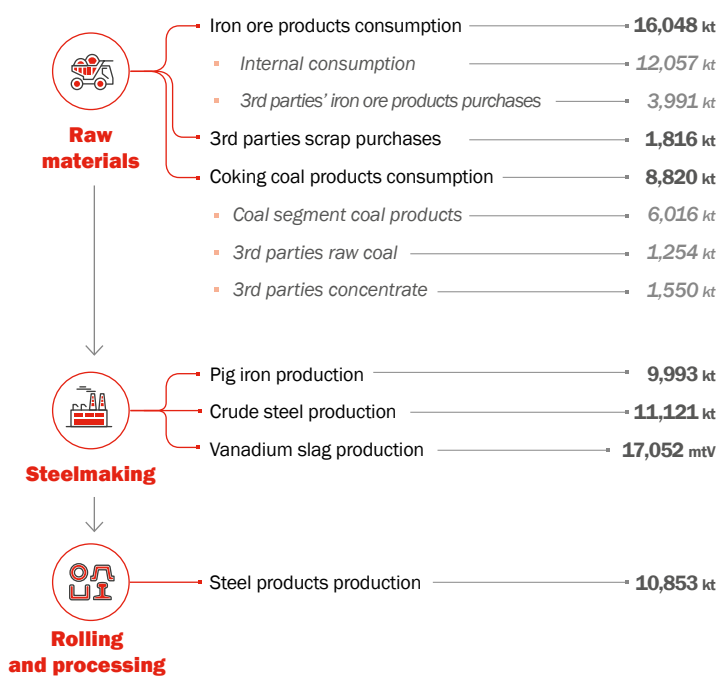 Iron ore products consumption 16,048 kt
Internal consumption 12,057 kt
3rd parties' iron ore products purchases 3,991 kt
Raw
materials
3rd parties scrap purchases 1,816 kt
Coking coal products consumption 8,820 kt
Coal segment coal products 6,016 kt
3rd parties raw coal 1,254 kt
3rd parties concentrate 1,550 kt
Pig iron production 9,993 kt
Crude steel production 11,121 kt
Vanadium slag production 17,052 mtV
Steelmaking
Steel products production 10,853 kt
Rolling
and processing